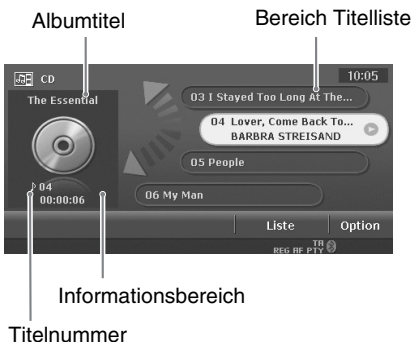 Albumtitel
Bereich Titelliste
CD
10:05
The Essential
03 I Stayed Too Long At The...
04 Lover, Come Back To...
BARBRA STREISAND
05 People
04
00:00:06
06 My Man
Liste
Option
REG AF PTY
TA
Informationsbereich
Titelnummer